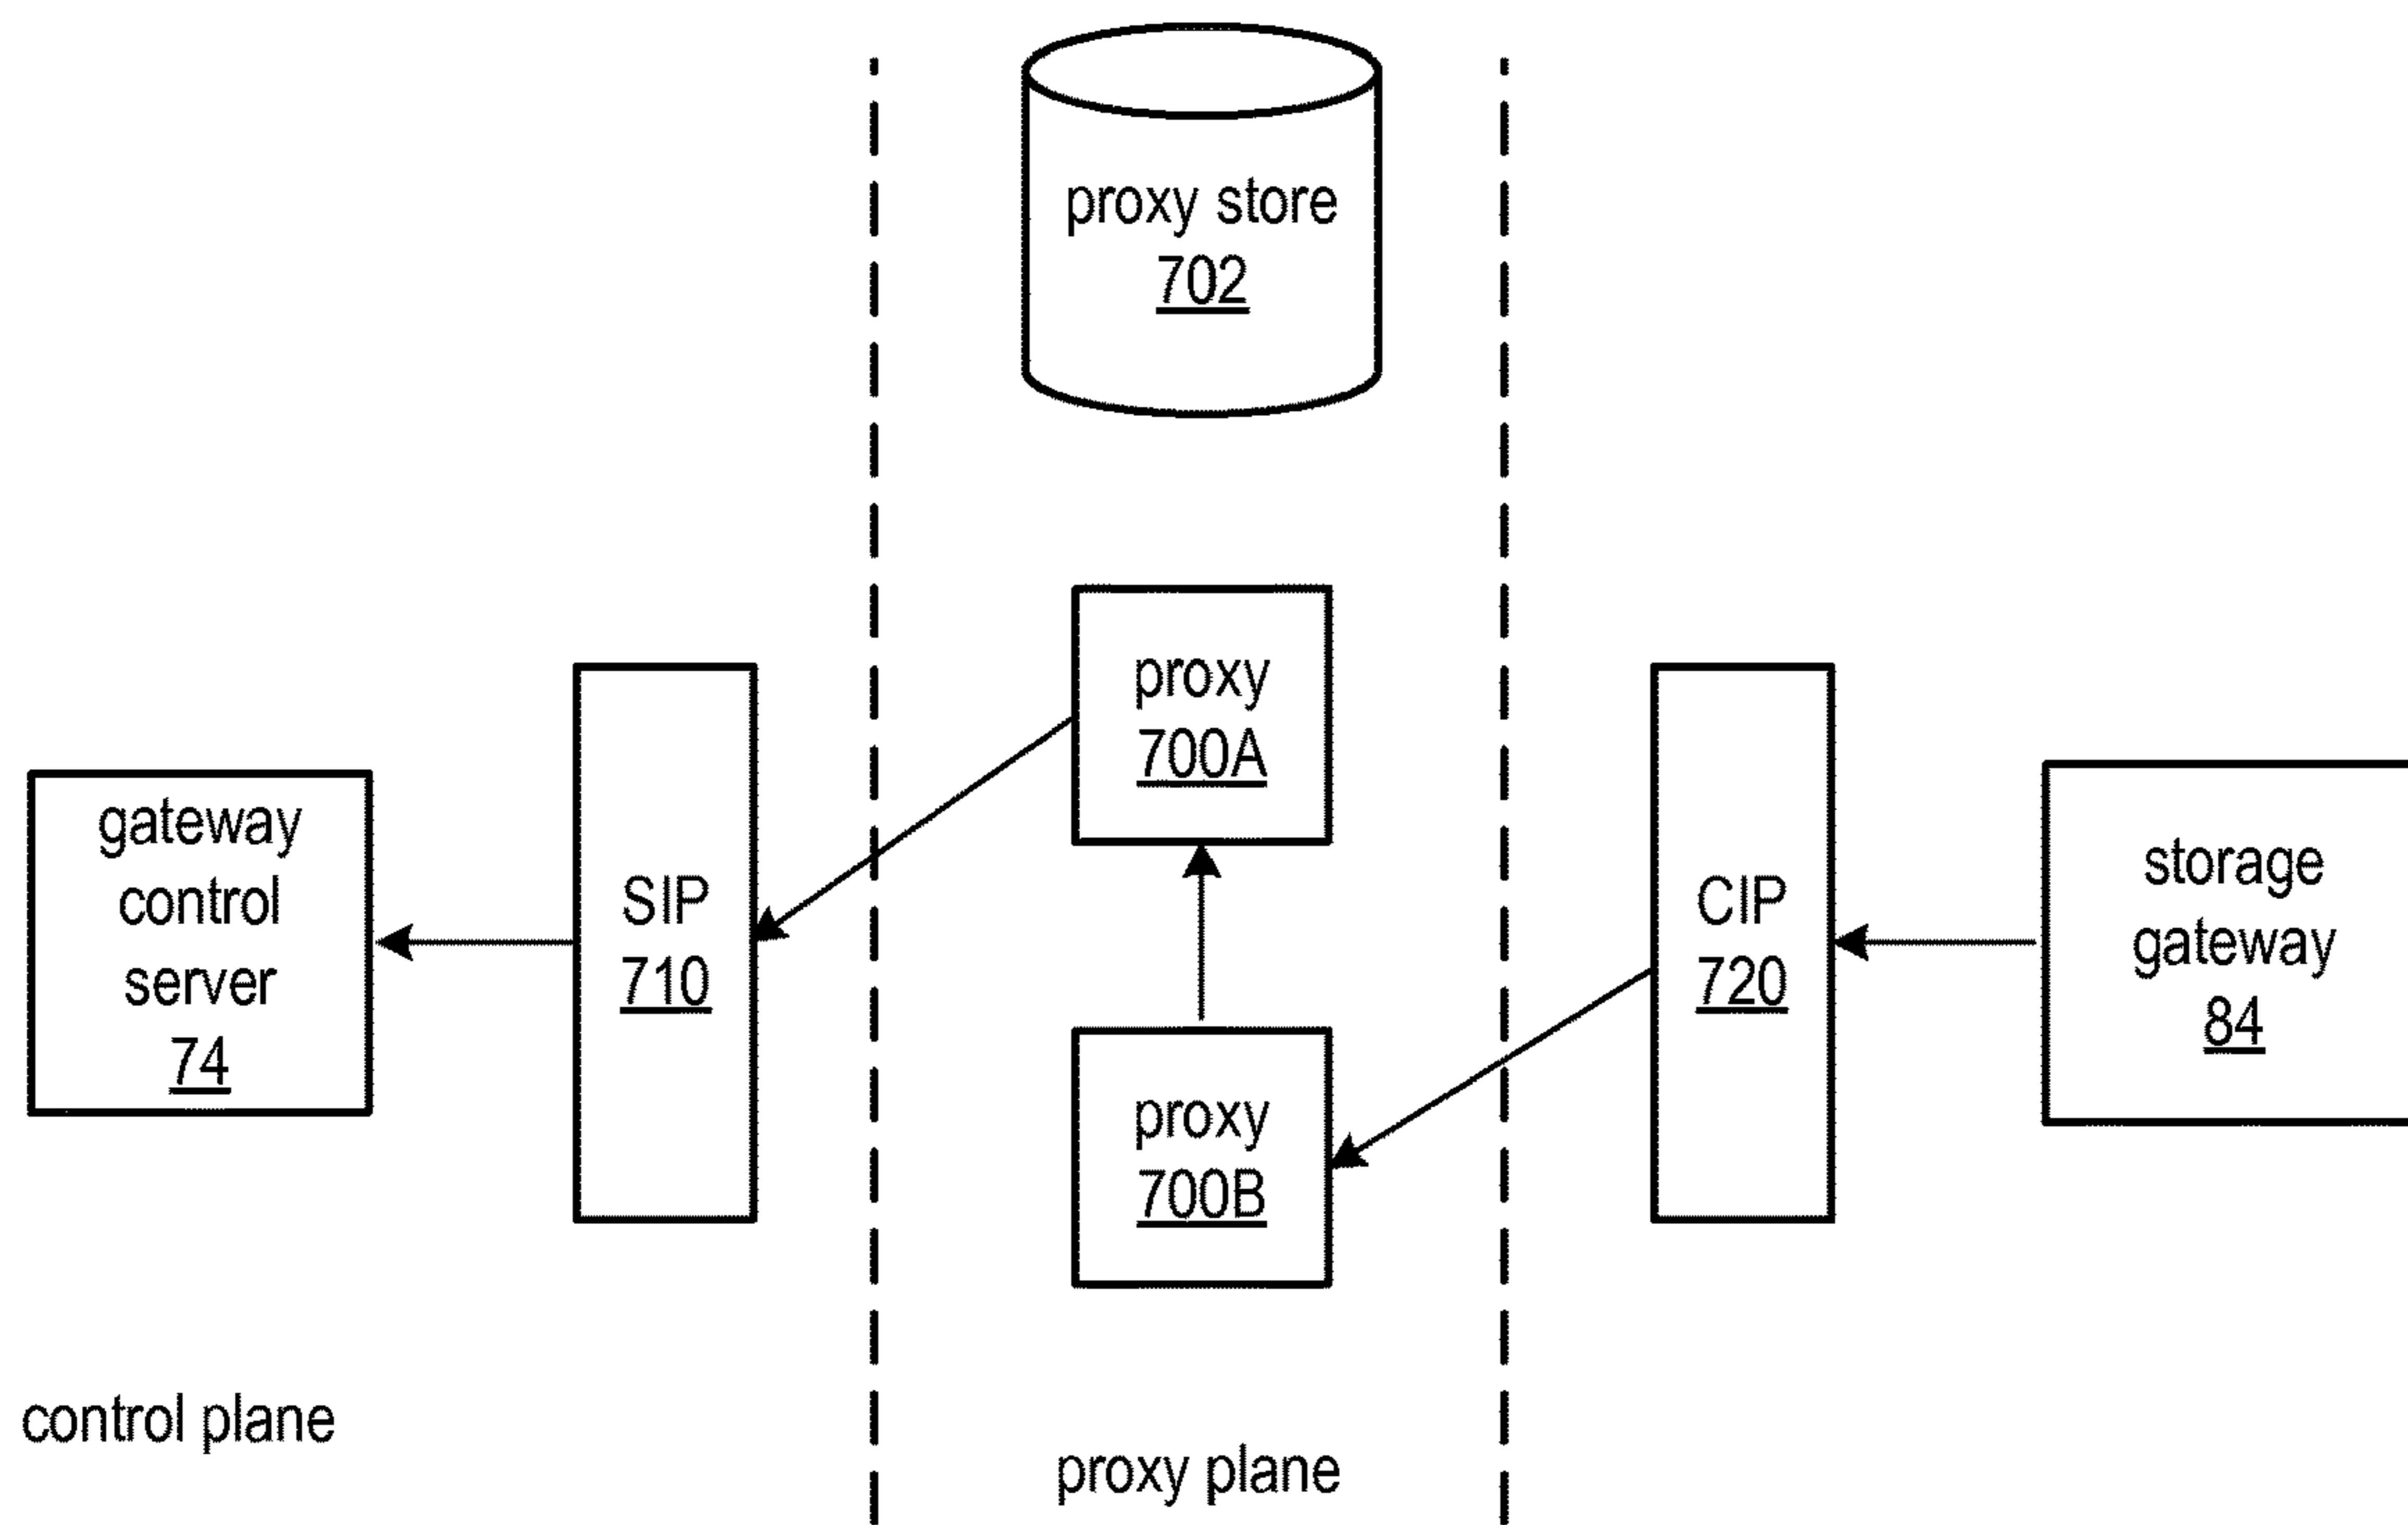 proxy store
702
proxy
700A
gateway
control
server
74
SIP
710
CIP
720
storage
gateway
84
proxy
700B
control plane
proxy plane